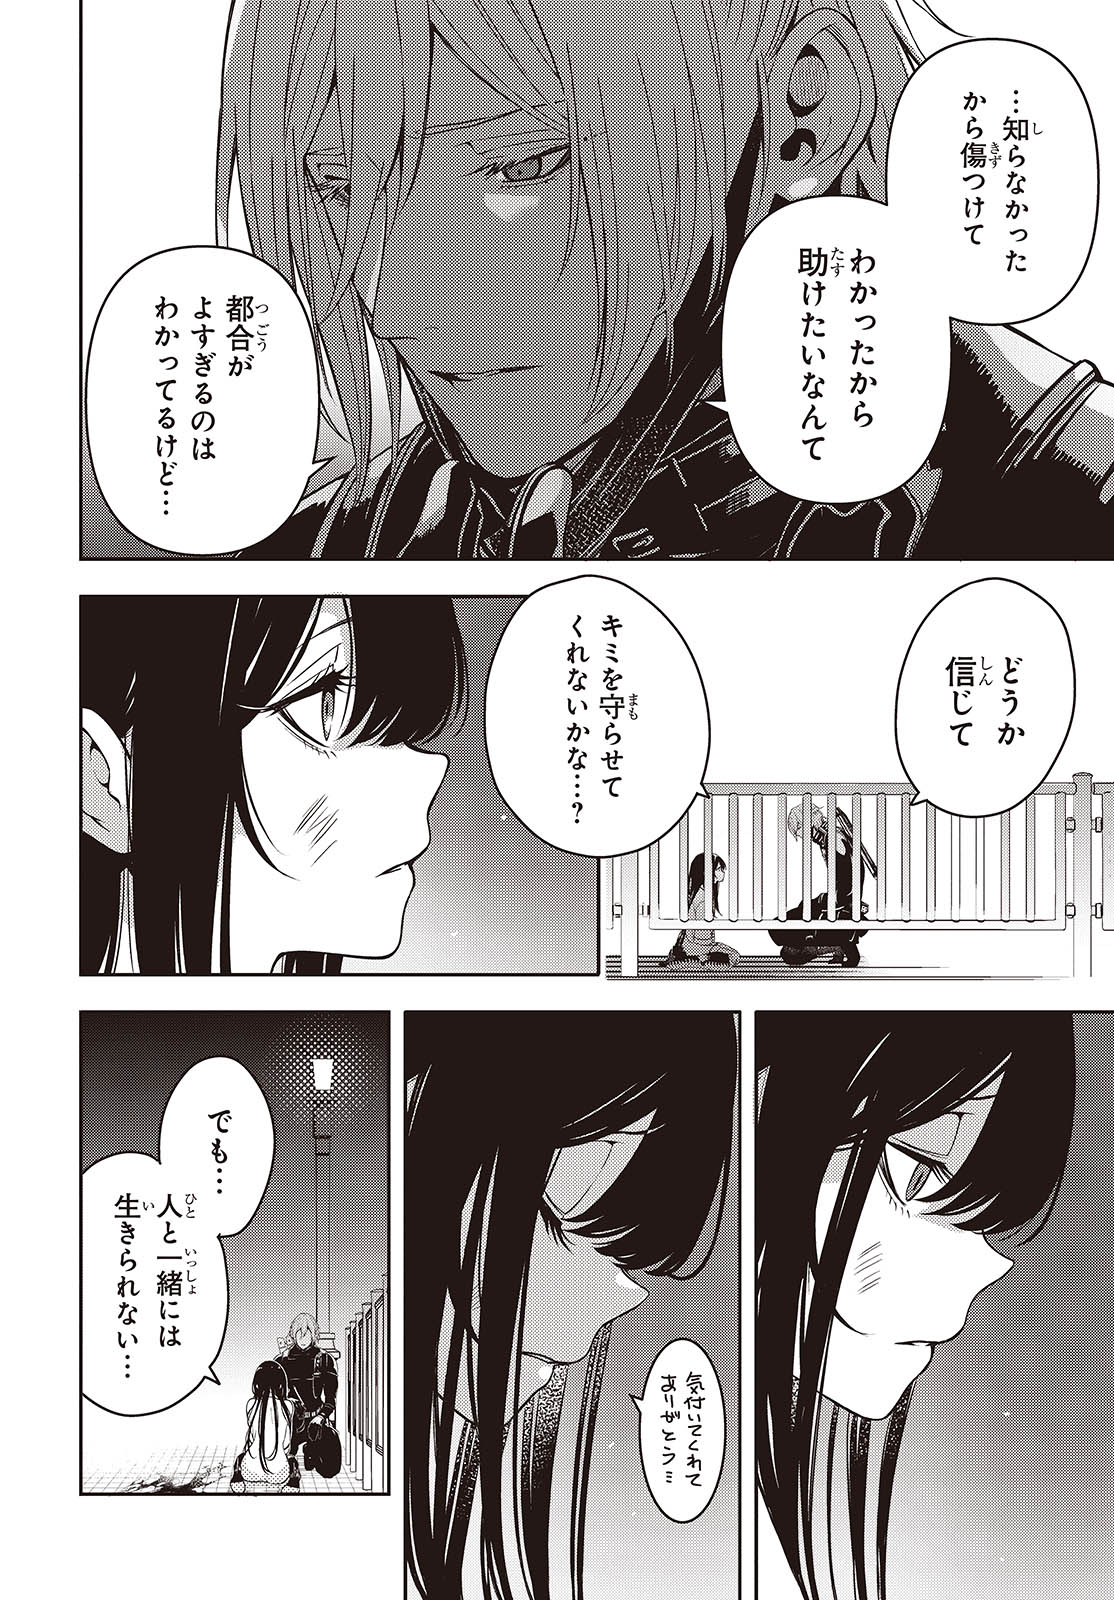 …知らなかった
から傷つけて
わかったから
助けたいなんて
都合が
よすぎるのは
わかってるけど…
どうか
信じて
キミを守らせて
くれないかな…？
気付いてくれて
ありがとう…
でも…
人と一緒には
生きられない…